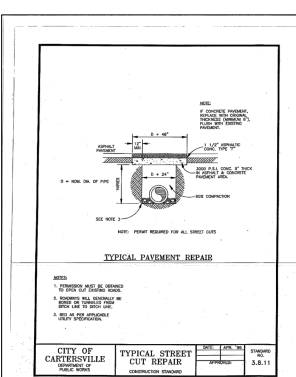 NOTE:
IF CONCRETE PAVEMENT,
REPLACE WITH ORIGINAL
THICKNESS (MINIMUM 6"),
FLUSH WITH EXISTING
PAVEMENT.
D + 48"
ASPHALT
PAVEMENT
12"
MIN
1 1/2" ASPHALTIC
CONC. TYPE "F"
D + 24"
3000 P.S.I. CONC. 8" THICK
IN ASPHALT & CONCRETE
PAVEMENT AREA.
VARIES
D = NOM. DIA. OF PIPE
95% COMPACTION
SEE NOTE 3
NOTE: PERMIT REQUIRED FOR ALL STREET CUTS
TYPICAL PAVEMENT REPAIR
NOTES:
1. PERMISSION MUST BE OBTAINED
TO OPEN CUT EXISTING ROADS.
2. ROADWAYS WILL GENERALLY BE
BORED OR TUNNELED FROM
DITCH LINE TO DITCH LINE.
3. BED AS PER APPLICABLE
UTILITY SPECIFICATION.
CITY OF
CARTERSVILLE
DEPARTMENT OF
PUBLIC WORKS
TYPICAL STREET
CUT REPAIR
CONSTRUCTION STANDARD
DATE: APR. '96
APPROVED:
STANDARD
NO.
3.8.11